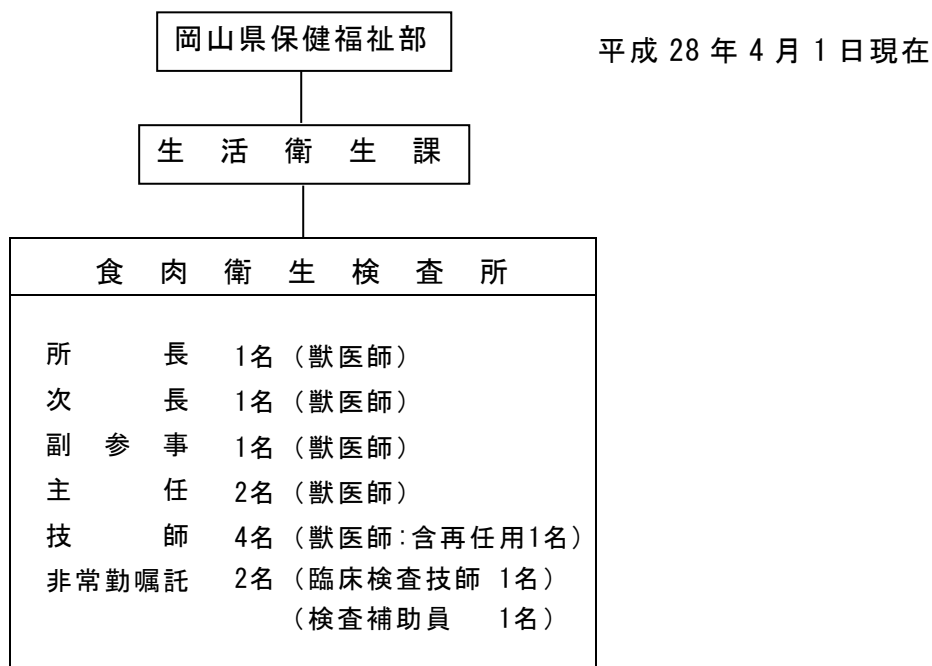 岡山県保健福祉部
平成28年4月1日現在
生活衛生課
食肉衛生検査所
所長 1名（獣医師）
次長 1名（獣医師）
副参事 1名（獣医師）
主任 2名（獣医師）
技師 4名（獣医師：含再任用1名）
非常勤嘱託 2名（臨床検査技師 1名）
（検査補助員 1名）